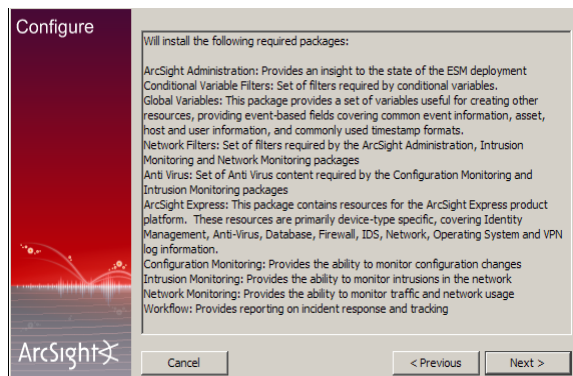 Configure
Will install the following required packages:
ArcSight Administration: Provides an insight to the state of the ESM deployment
Conditional Variable Filters: Set of filters required by conditional variables.
Global Variables: This package provides a set of variables useful for creating other
resources, providing event-based fields covering common event information, asset,
host and user information, and commonly used timestamp formats.
Network Filters: Set of filters required by the ArcSight Administration, Intrusion
Monitoring and Network Monitoring packages
Anti Virus: Set of Anti Virus content required by the Configuration Monitoring and
Intrusion Monitoring packages
ArcSight Express: This package contains resources for the ArcSight Express product
platform.  These resources are primarily device-type specific, covering Identity
Management, Anti-Virus, Database, Firewall, IDS, Network, Operating System and VPN
log information.
Configuration Monitoring: Provides the ability to monitor configuration changes
Intrusion Monitoring: Provides the ability to monitor intrusions in the network
Network Monitoring: Provides the ability to monitor traffic and network usage
Workflow: Provides reporting on incident response and tracking
ArcSight
Cancel
< Previous
Next >